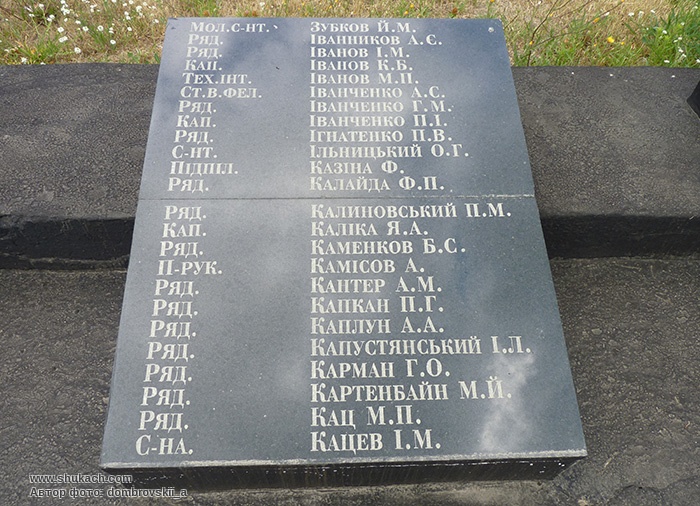 Мол.с-нт. Зубков Й.М.
Ряд. Іванников А.Є.
Ряд. Іванов І.М.
Кап. Іванов К.Б.
Тех.інт. Іванов М.П.
Ст.в.фел. Іванченко А.С.
Ряд. Іванченко Г.М.
Кап. Іванченко П.І.
Ряд. Ігнатенко П.В.
С-нт. Ільницький О.Г.
Підпіл. Казіна Ф.
Ряд. Калайда Ф.П.
Ряд. Калиновський П.М.
Кап. Каліка Я.А.
Ряд. Каменков Б.С.
П-рук. Камісов А.
Ряд. Кантер А.М.
Ряд. Капкан П.Г.
Ряд. Каплун А.А.
Ряд. Капустянський І.Л.
Ряд. Карман Г.О.
Ряд. Картенбайн М.Й.
Ряд. Кац М.П.
С-на. Кацев І.М.
www.shukach.com
Автор фото: dombrovskii_a